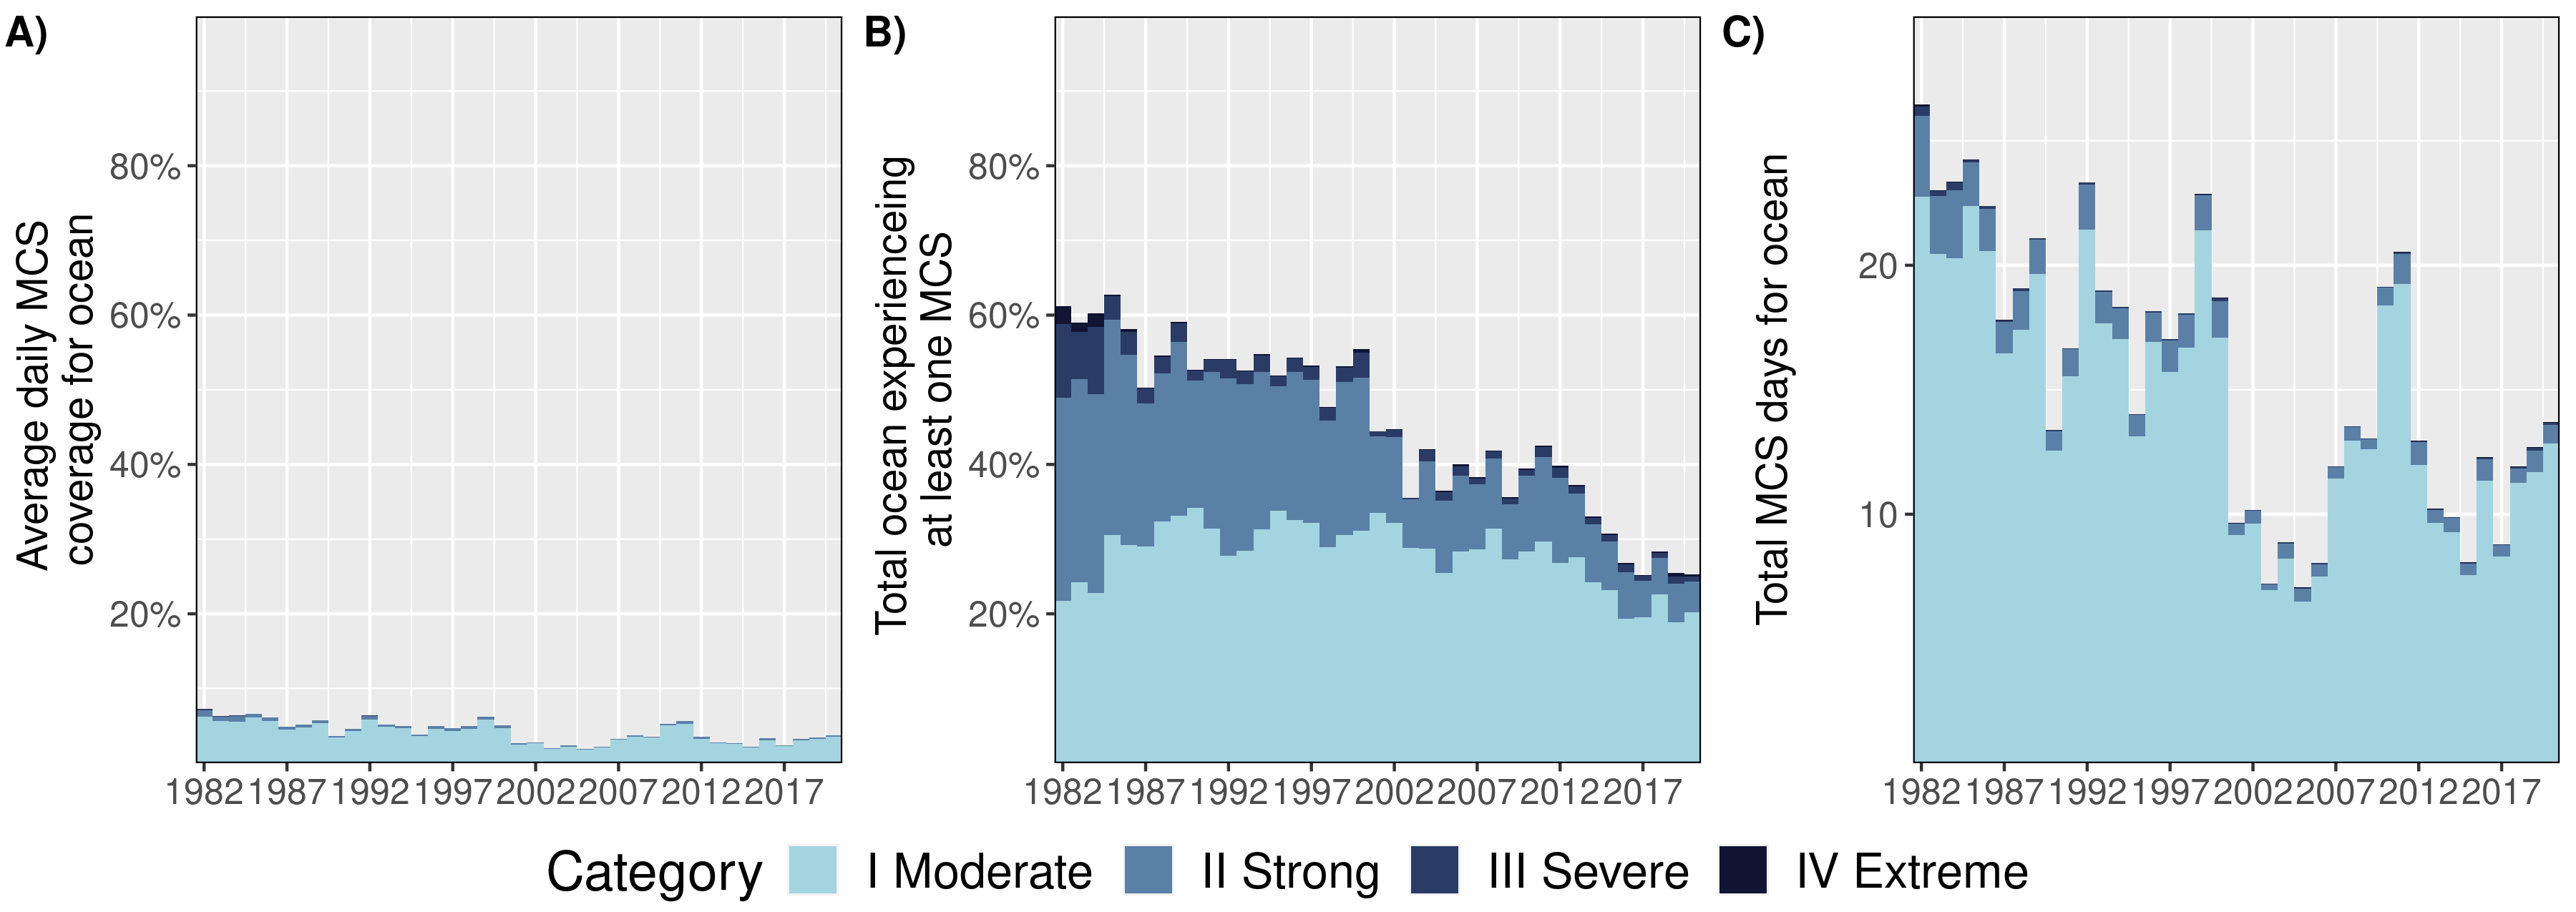 A)
Average daily MCS
coverage for ocean
80%
60%
40%
20%
1982 1987 1992 1997 2002 2007 2012 2017
B)
Total ocean experienceing
at least one MCS
80%
60%
40%
20%
1982 1987 1992 1997 2002 2007 2012 2017
C)
Total MCS days for ocean
20
10
1982 1987 1992 1997 2002 2007 2012 2017
Category I Moderate II Strong III Severe IV Extreme